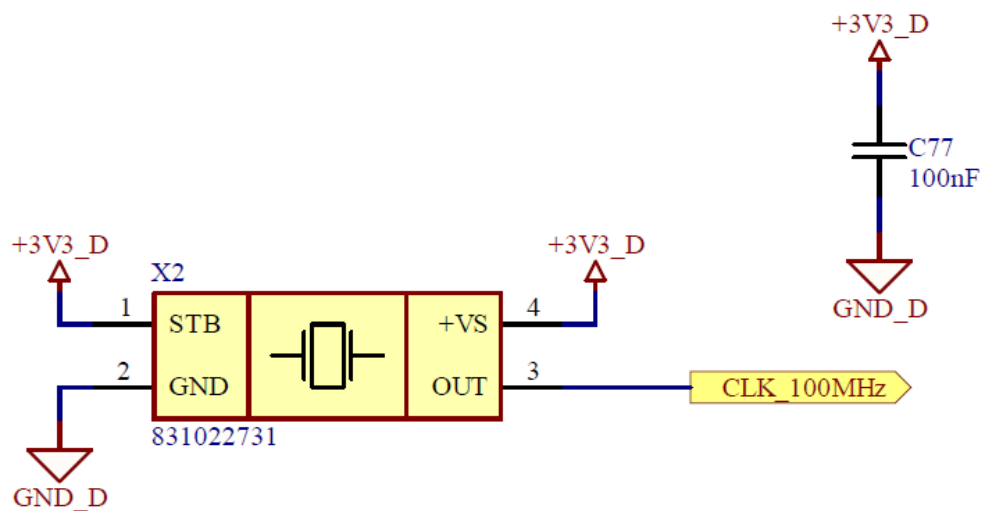 +3V3_D
C77
100nF
GND_D
+3V3_D
X2
+3V3_D
1
STB
+VS
4
2
GND
OUT
3
CLK_100MHz
831022731
GND_D